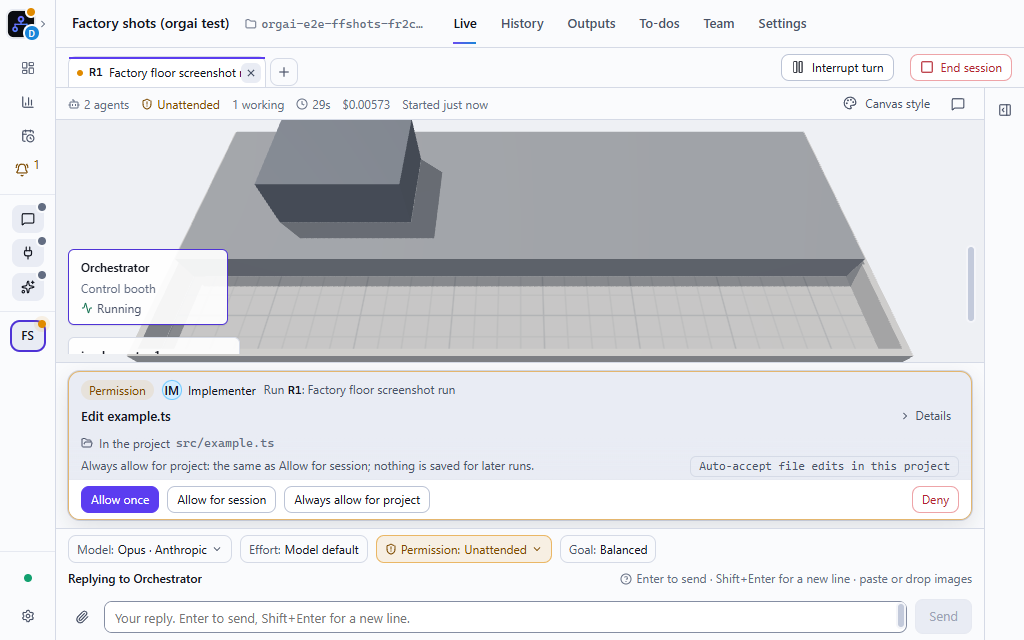 Factory shots (orgai test)
orgai-e2e-ffshots-fr2c…
Live
History
Outputs
To-dos
Team
Settings
D
R1 Factory floor screenshot
Interrupt turn
End session
2 agents
Unattended
1 working
29s
$0.00573
Started just now
Canvas style
1
FS
Orchestrator
Control booth
Running
Permission
IM Implementer
Run R1: Factory floor screenshot run
Edit example.ts
Details
In the project src/example.ts
Always allow for project: the same as Allow for session; nothing is saved for later runs.
Auto-accept file edits in this project
Allow once
Allow for session
Always allow for project
Deny
Model: Opus · Anthropic
Effort: Model default
Permission: Unattended
Goal: Balanced
Replying to Orchestrator
Enter to send · Shift+Enter for a new line · paste or drop images
Your reply. Enter to send, Shift+Enter for a new line.
Send